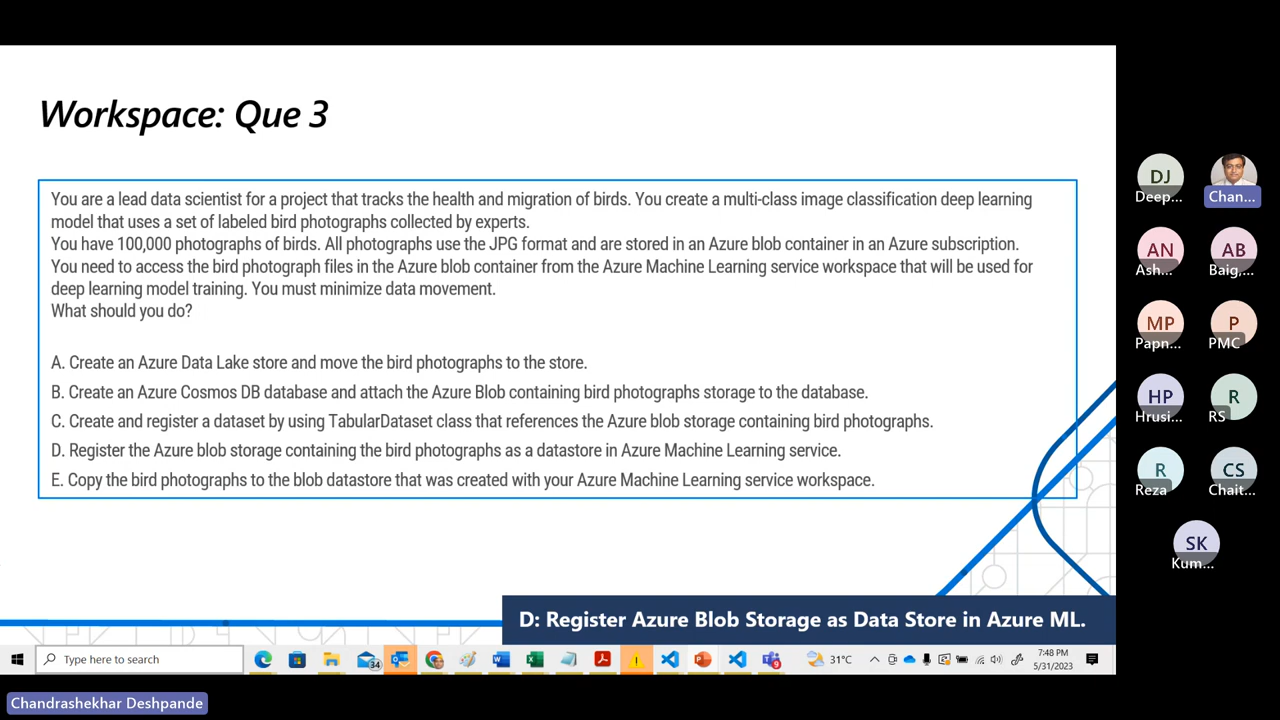 Workspace: Que 3
You are a lead data scientist for a project that tracks the health and migration of birds. You create a multi-class image classification deep learning
model that uses a set of labeled bird photographs collected by experts.
You have 100,000 photographs of birds. All photographs use the JPG format and are stored in an Azure blob container in an Azure subscription.
You need to access the bird photograph files in the Azure blob container from the Azure Machine Learning service workspace that will be used for
deep learning model training. You must minimize data movement.
What should you do?
A. Create an Azure Data Lake store and move the bird photographs to the store.
B. Create an Azure Cosmos DB database and attach the Azure Blob containing bird photographs storage to the database.
C. Create and register a dataset by using TabularDataset class that references the Azure blob storage containing bird photographs.
D. Register the Azure blob storage containing the bird photographs as a datastore in Azure Machine Learning service.
E. Copy the bird photographs to the blob datastore that was created with your Azure Machine Learning service workspace.
D: Register Azure Blob Storage as Data Store in Azure ML.
DJ
Deep...
Chan...
AN
Ash...
AB
Baig,...
MP
Papn...
P
PMC
HP
Hrusi...
R
RS
R
Reza
CS
Chait...
SK
Kum...
Type here to search
34
9
31°C
7:48 PM
5/31/2023
Chandrashekhar Deshpande